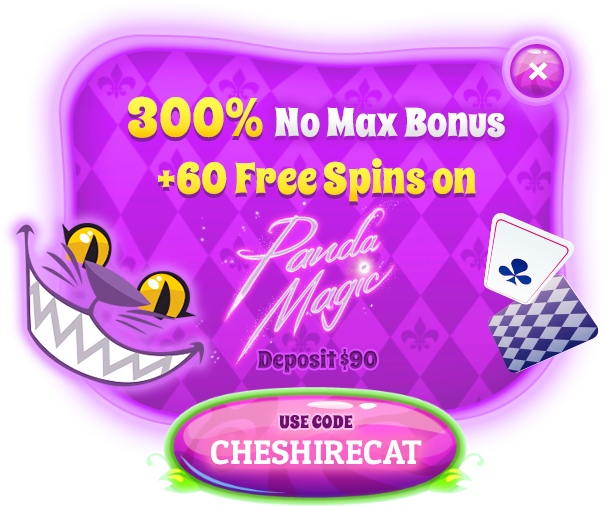 300% No Max Bonus
+60 Free Spins on
Panda
Magic
Deposit $90
USE CODE
CHESHIRECAT